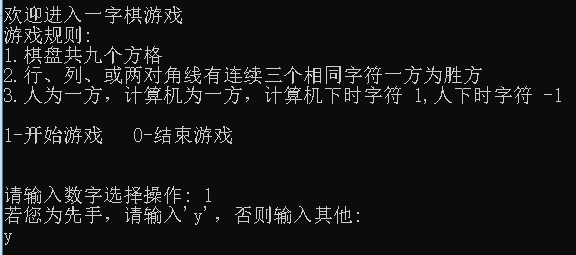 欢迎进入一字棋游戏
游戏规则:
1.棋盘共九个方格
2.行、列、或两对角线有连续三个相同字符一方为胜方
3.人为一方，计算机为一方，计算机下时字符 1,人下时字符 -1
1-开始游戏   0-结束游戏
请输入数字选择操作: 1
若您为先手，请输入'y'，否则输入其他:
y